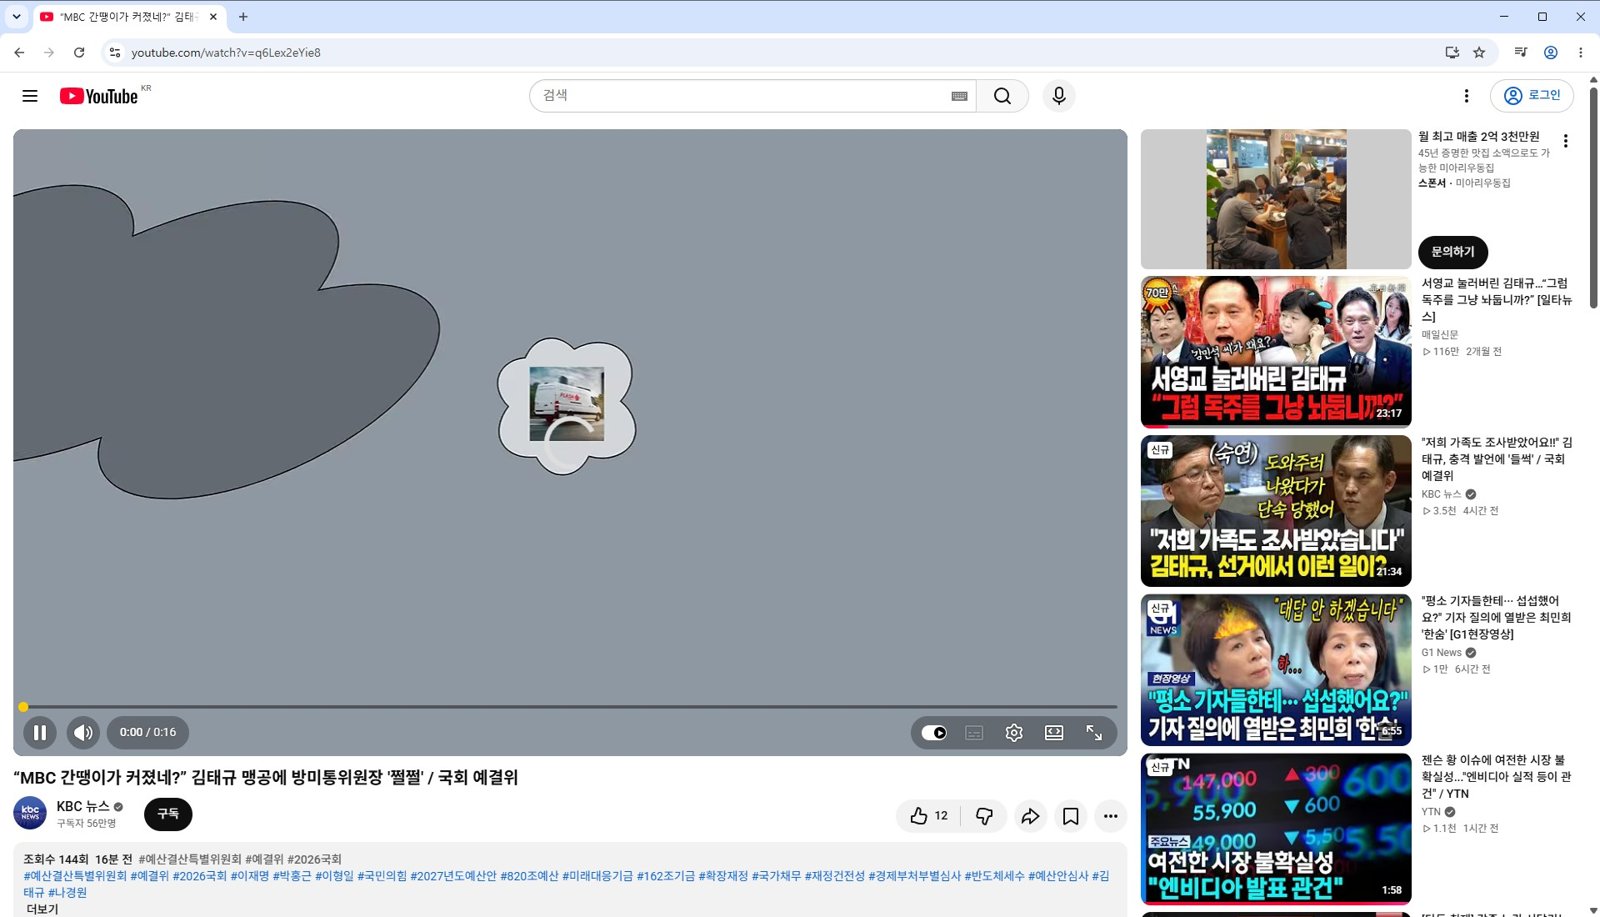 “MBC 간땡이가 커졌네?” 김태규
youtube.com/watch?v=q6Lex2eYie8
YouTube KR
검색
로그인
0:00 / 0:16
“MBC 간땡이가 커졌네?” 김태규 맹공에 방미통위원장 '쩔쩔' / 국회 예결위
kbc NEWS
KBC 뉴스
구독자 56만명
구독
12
조회수 144회 16분 전 #예산결산특별위원회 #예결위 #2026국회
#예산결산특별위원회 #예결위 #2026국회 #이재명 #박홍근 #이형일 #국민의힘 #2027년도예산안 #820조예산 #미래대응기금 #162조기금 #확장재정 #국가채무 #재정건전성 #경제부처부별심사 #반도체세수 #예산안심사 #김
태규 #나경원
더보기
월 최고 매출 2억 3천만원
45년 증명한 맛집 소액으로도 가
능한 미아리우동집
스폰서 · 미아리우동집
문의하기
70만
김민석 씨가 왜요?
서영교 눌러버린 김태규
“그럼 독주를 그냥 놔둡니까?”
23:17
서영교 눌러버린 김태규…“그럼
독주를 그냥 놔둡니까?” [일타뉴
스]
매일신문
116만 2개월 전
신규
(숙연)
도와주러
나왔다가
단속 당했어
"저희 가족도 조사받았습니다"
김태규, 선거에서 이런 일이?
21:34
"저희 가족도 조사받았어요!!" 김
태규, 충격 발언에 '들썩' / 국회
예결위
KBC 뉴스
3.5천 4시간 전
신규
G1
NEWS
"대답 안 하겠습니다"
하...
현장영상
"평소 기자들한테… 섭섭했어요?"
기자 질의에 열받은 최민희 '한숨'
6:55
"평소 기자들한테… 섭섭했어
요?" 기자 질의에 열받은 최민희
'한숨' [G1현장영상]
G1 News
1만 6시간 전
신규
YTN
147,000 ▲ 300
55,900 ▼ 600
49,000 ▼ 5,50
주요뉴스
여전한 시장 불확실성
"엔비디아 발표 관건"
1:58
젠슨 황 이슈에 여전한 시장 불
확실성..."엔비디아 실적 등이 관
건" / YTN
YTN
1.1천 1시간 전